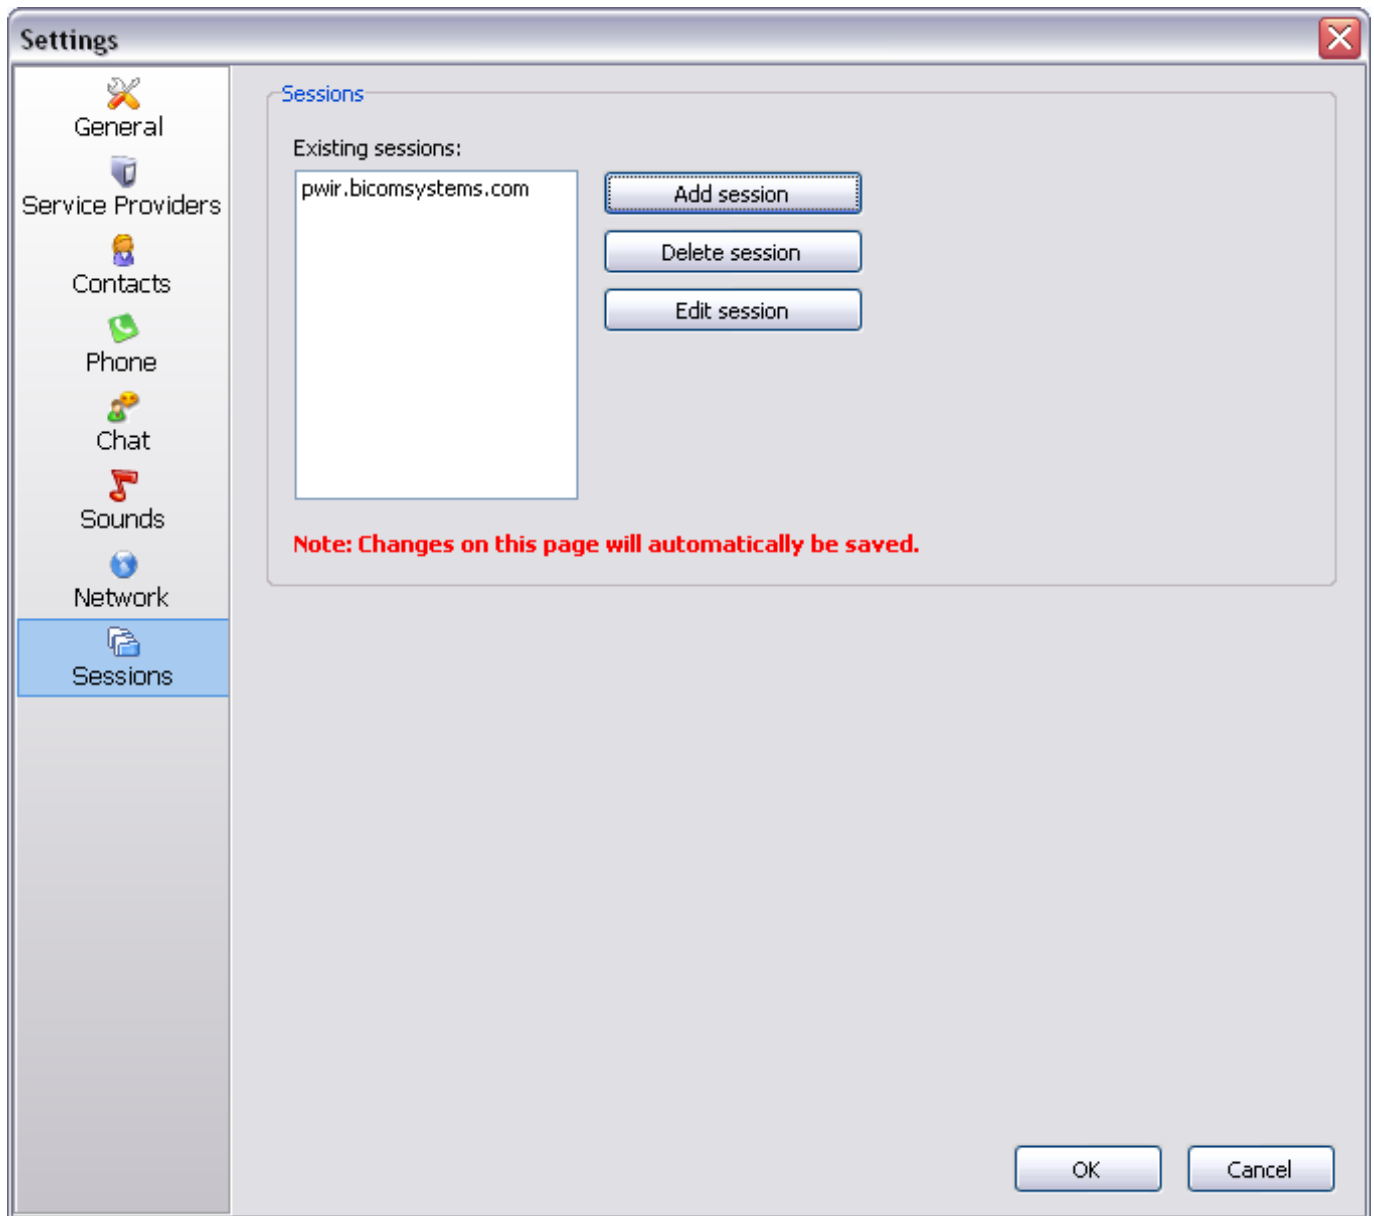 Settings
General
Service Providers
Contacts
Phone
Chat
Sounds
Network
Sessions
Sessions
Existing sessions:
pwir.bicomsystems.com
Add session
Delete session
Edit session
Note: Changes on this page will automatically be saved.
OK
Cancel